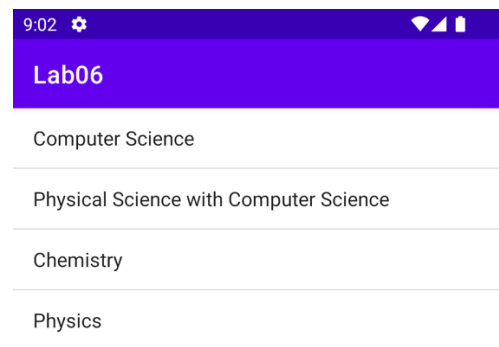 9:02
Lab06
Computer Science
Physical Science with Computer Science
Chemistry
Physics